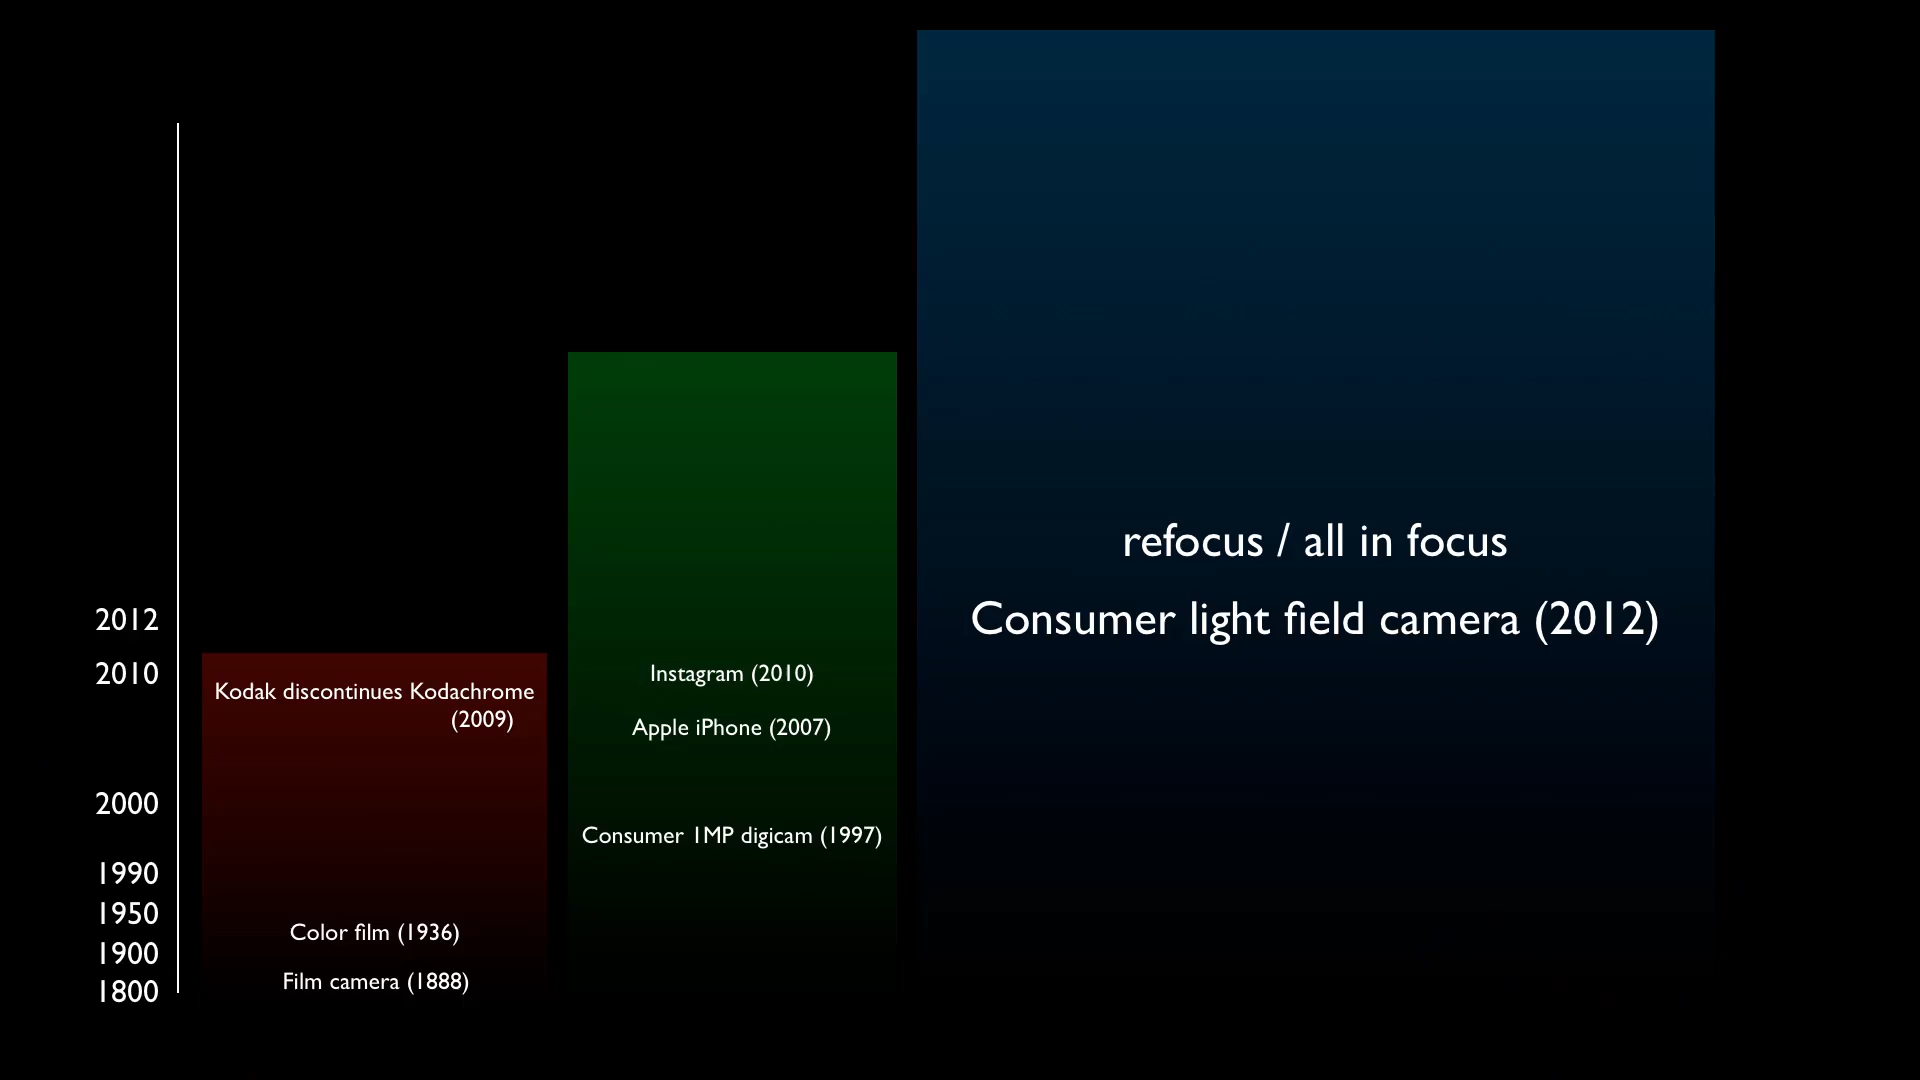 2012
2010
2000
1990
1950
1900
1800
Kodak discontinues Kodachrome
(2009)
Color film (1936)
Film camera (1888)
Instagram (2010)
Apple iPhone (2007)
Consumer 1MP digicam (1997)
refocus / all in focus
Consumer light field camera (2012)